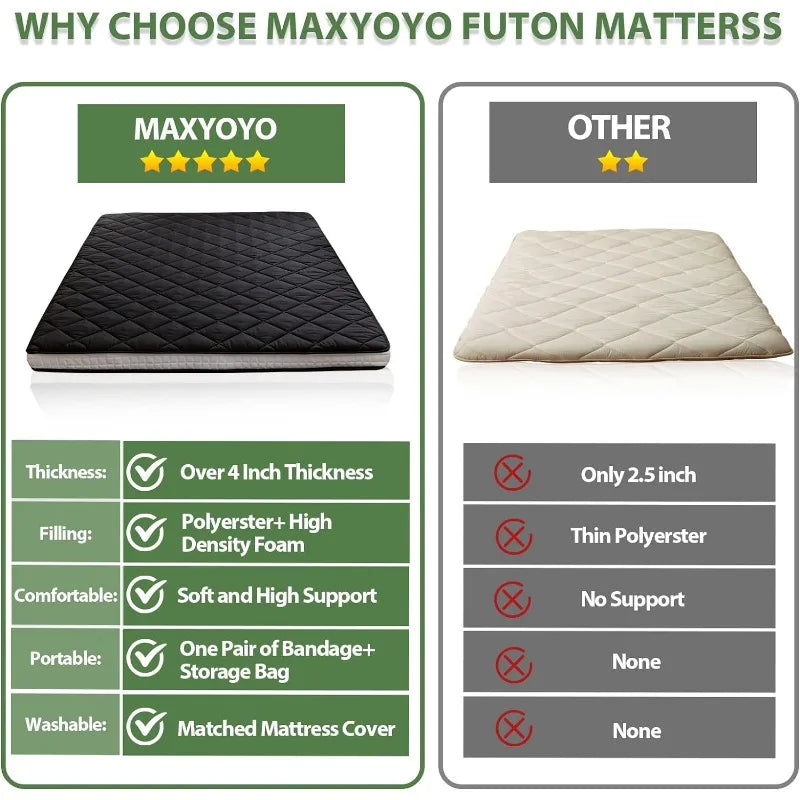 WHY CHOOSE MAXYOYO FUTON MATTERSS
MAXYOYO
OTHER
Thickness:
Over 4 Inch Thickness
Only 2.5 inch
Filling:
Polyerster+ High
Density Foam
Thin Polyerster
Comfortable:
Soft and High Support
No Support
Portable:
One Pair of Bandage+
Storage Bag
None
Washable:
Matched Mattress Cover
None